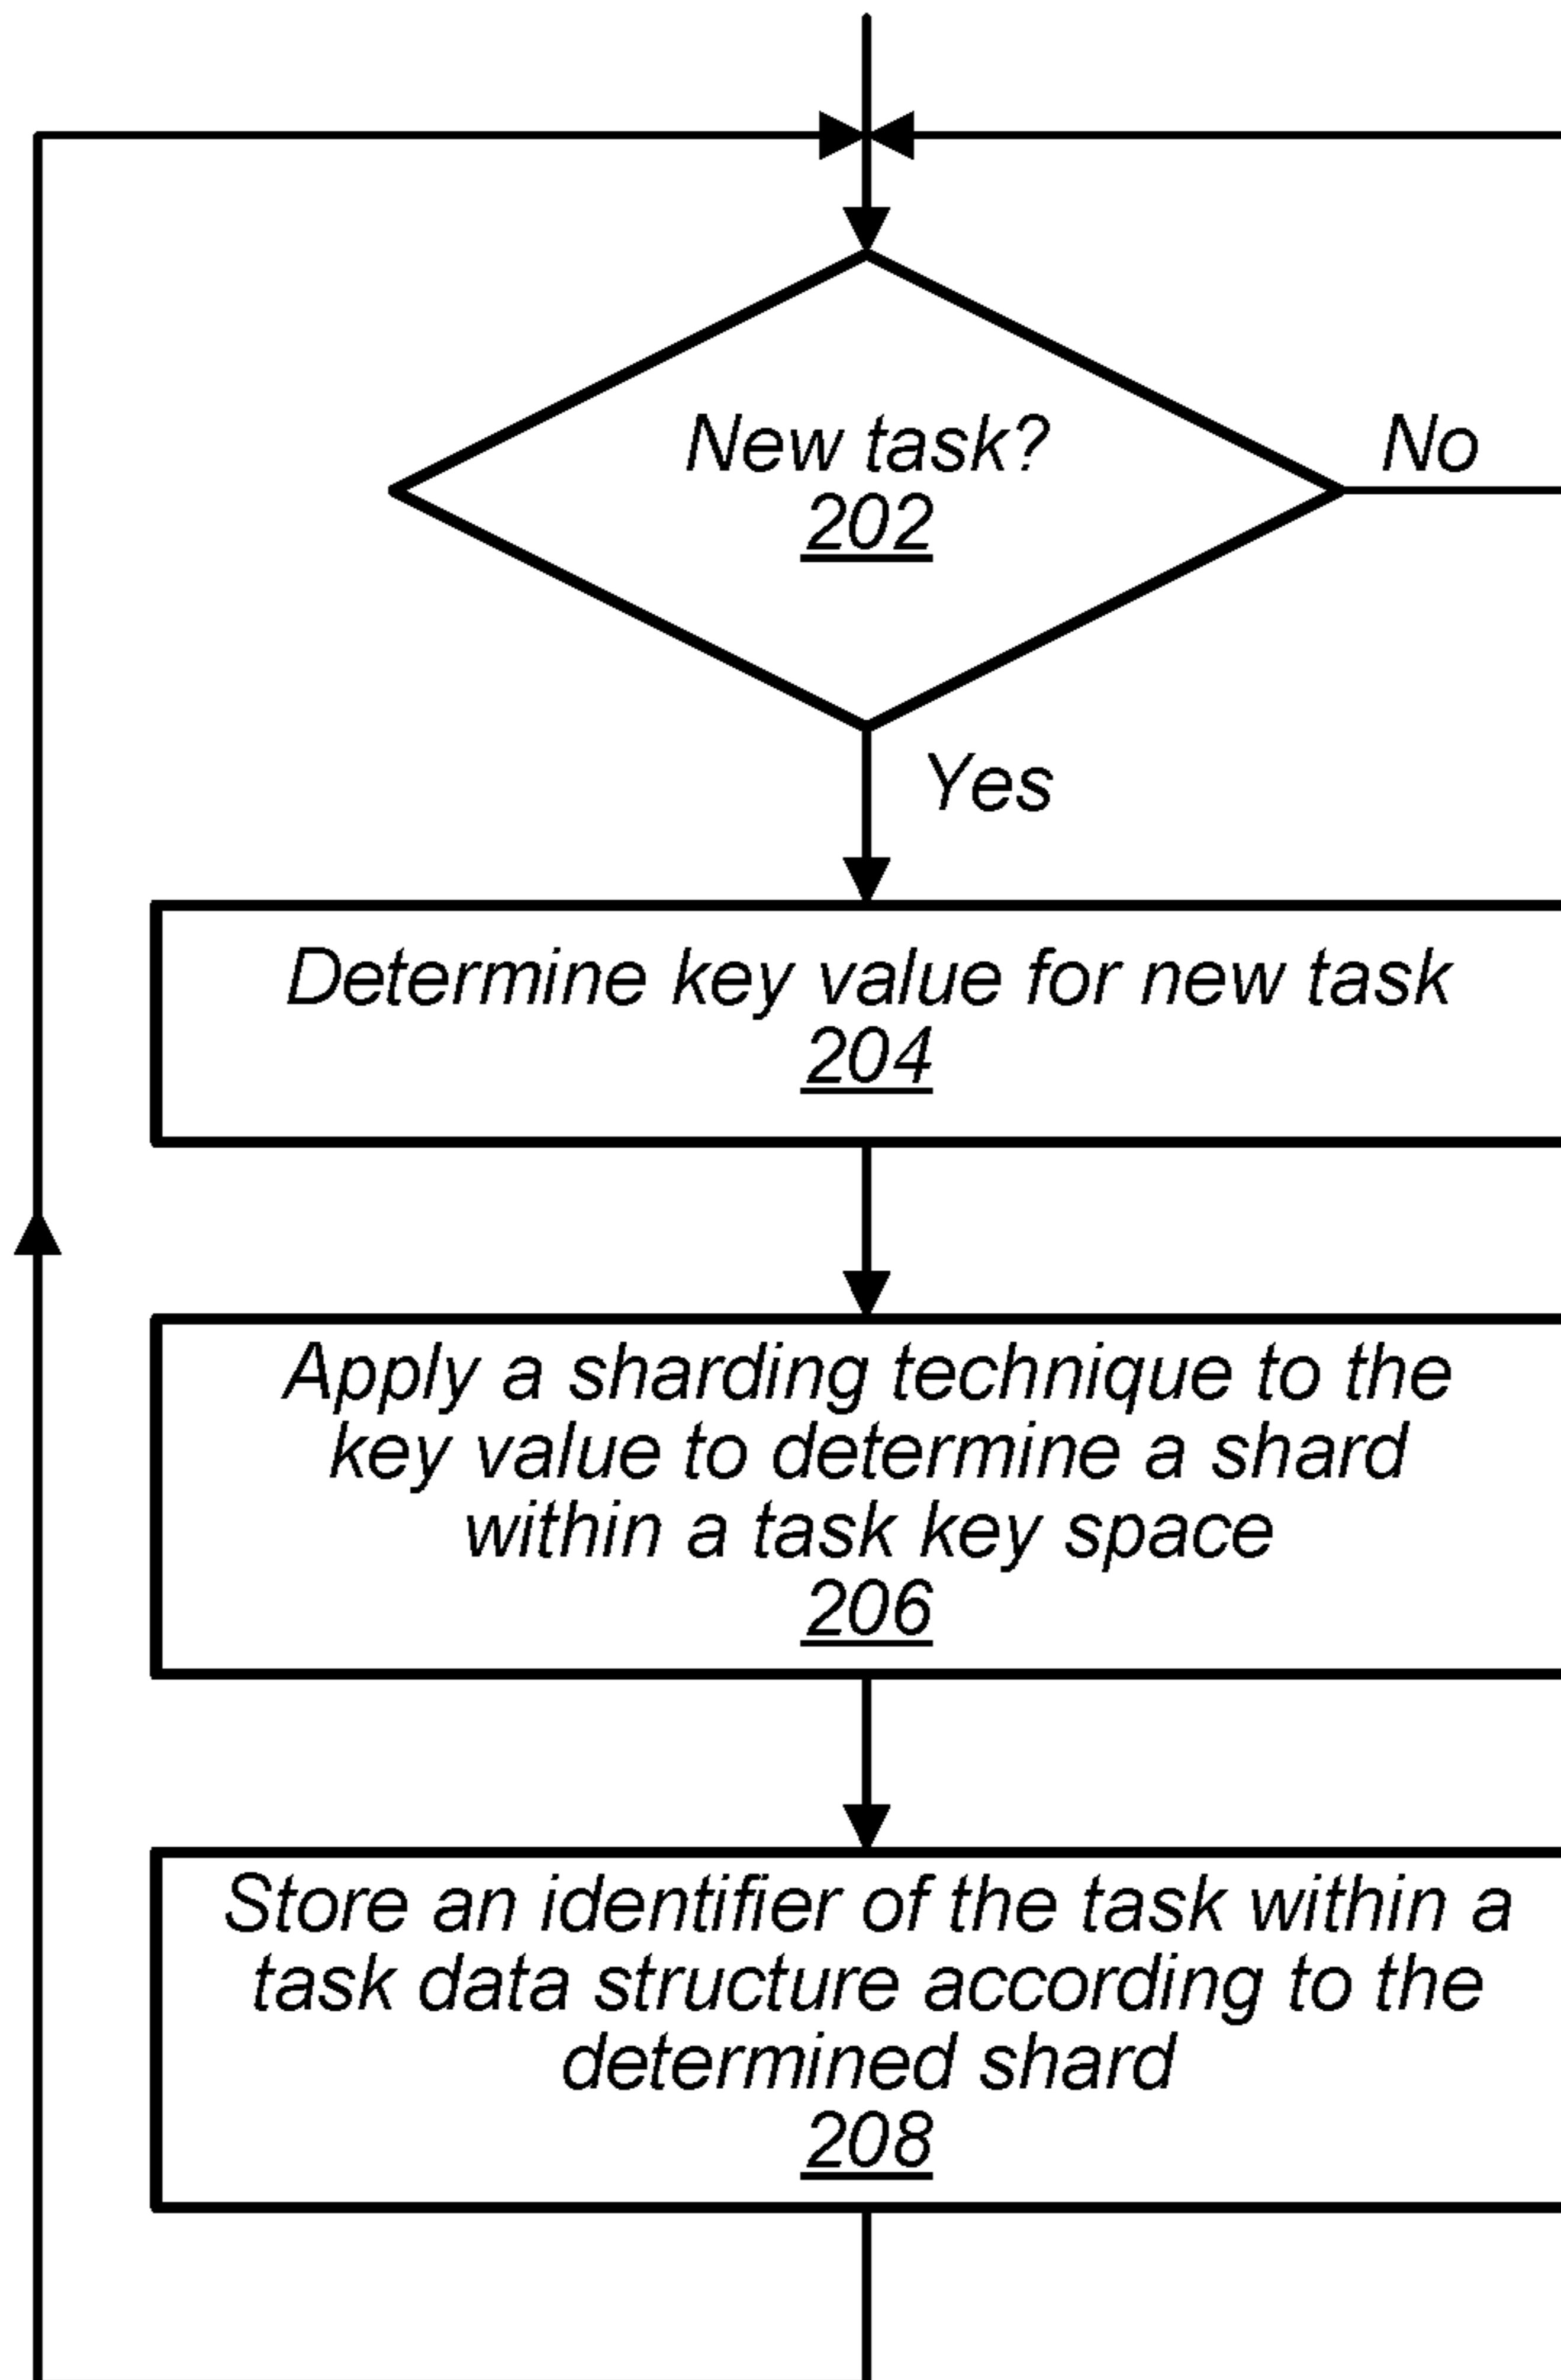 New task?
202
No
Yes
Determine key value for new task
204
Apply a sharding technique to the
key value to determine a shard
within a task key space
206
Store an identifier of the task within a
task data structure according to the
determined shard
208